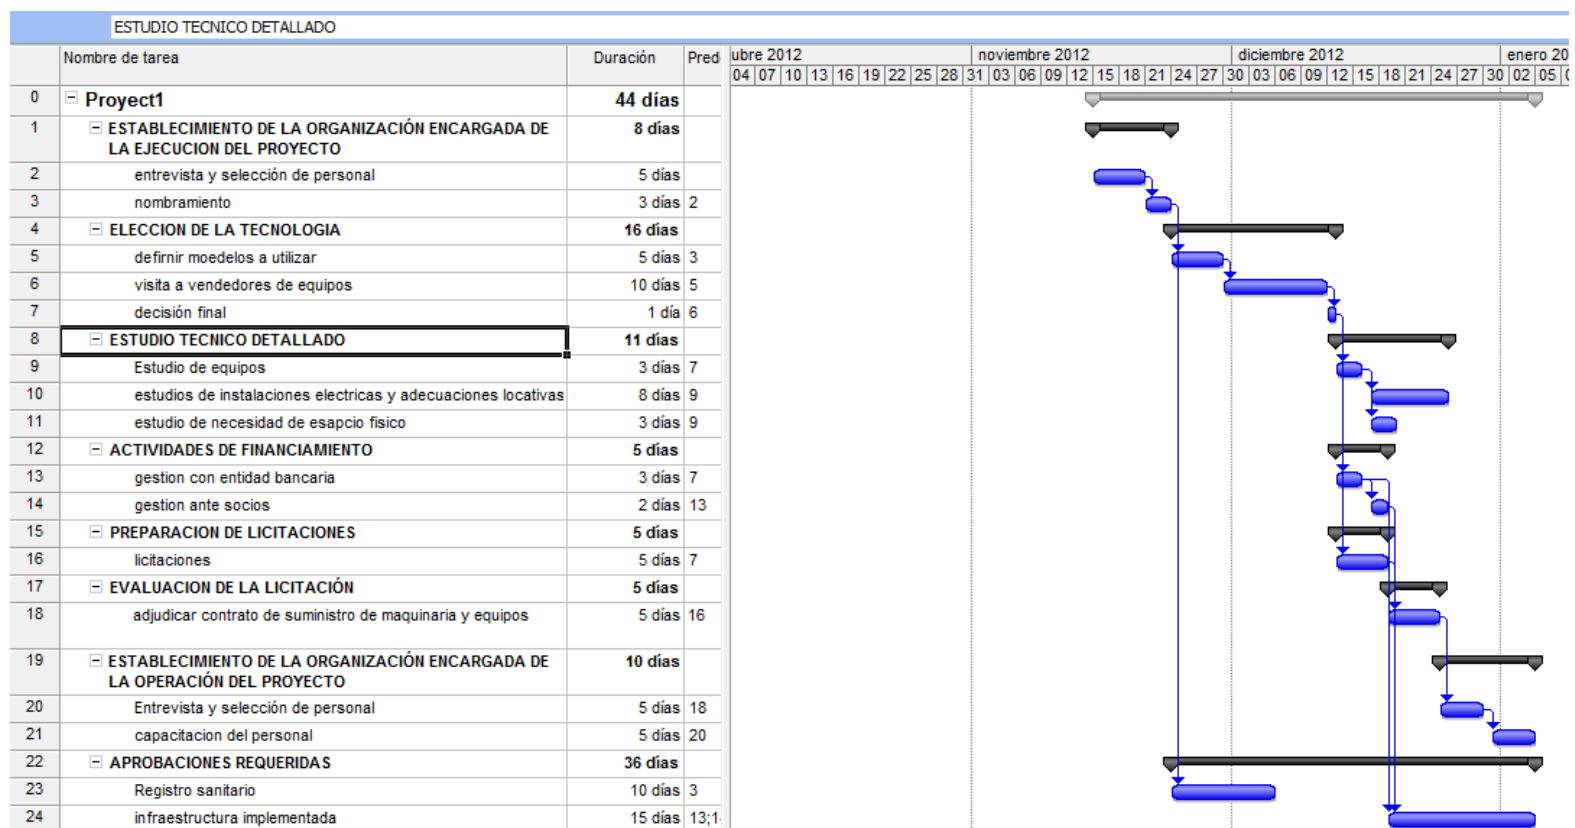 ESTUDIO TECNICO DETALLADO
Nombre de tarea Duración Pred ubre 2012 noviembre 2012 diciembre 2012 enero 20
04 07 10 13 16 19 22 25 28 31 03 06 09 12 15 18 21 24 27 30 03 06 09 12 15 18 21 24 27 30 02 05 0
0 Proyect1 44 días
1 ESTABLECIMIENTO DE LA ORGANIZACIÓN ENCARGADA DE 8 días
LA EJECUCION DEL PROYECTO
2 entrevista y selección de personal 5 días
3 nombramiento 3 días 2
4 ELECCION DE LA TECNOLOGIA 16 días
5 defirnir moedelos a utilizar 5 días 3
6 visita a vendedores de equipos 10 días 5
7 decisión final 1 día 6
8 ESTUDIO TECNICO DETALLADO 11 días
9 Estudio de equipos 3 días 7
10 estudios de instalaciones electricas y adecuaciones locativas 8 días 9
11 estudio de necesidad de esapcio fisico 3 días 9
12 ACTIVIDADES DE FINANCIAMIENTO 5 días
13 gestion con entidad bancaria 3 días 7
14 gestion ante socios 2 días 13
15 PREPARACION DE LICITACIONES 5 días
16 licitaciones 5 días 7
17 EVALUACION DE LA LICITACIÓN 5 días
18 adjudicar contrato de suministro de maquinaria y equipos 5 días 16
19 ESTABLECIMIENTO DE LA ORGANIZACIÓN ENCARGADA DE 10 días
LA OPERACIÓN DEL PROYECTO
20 Entrevista y selección de personal 5 días 18
21 capacitacion del personal 5 días 20
22 APROBACIONES REQUERIDAS 36 días
23 Registro sanitario 10 días 3
24 infraestructura implementada 15 días 13;1